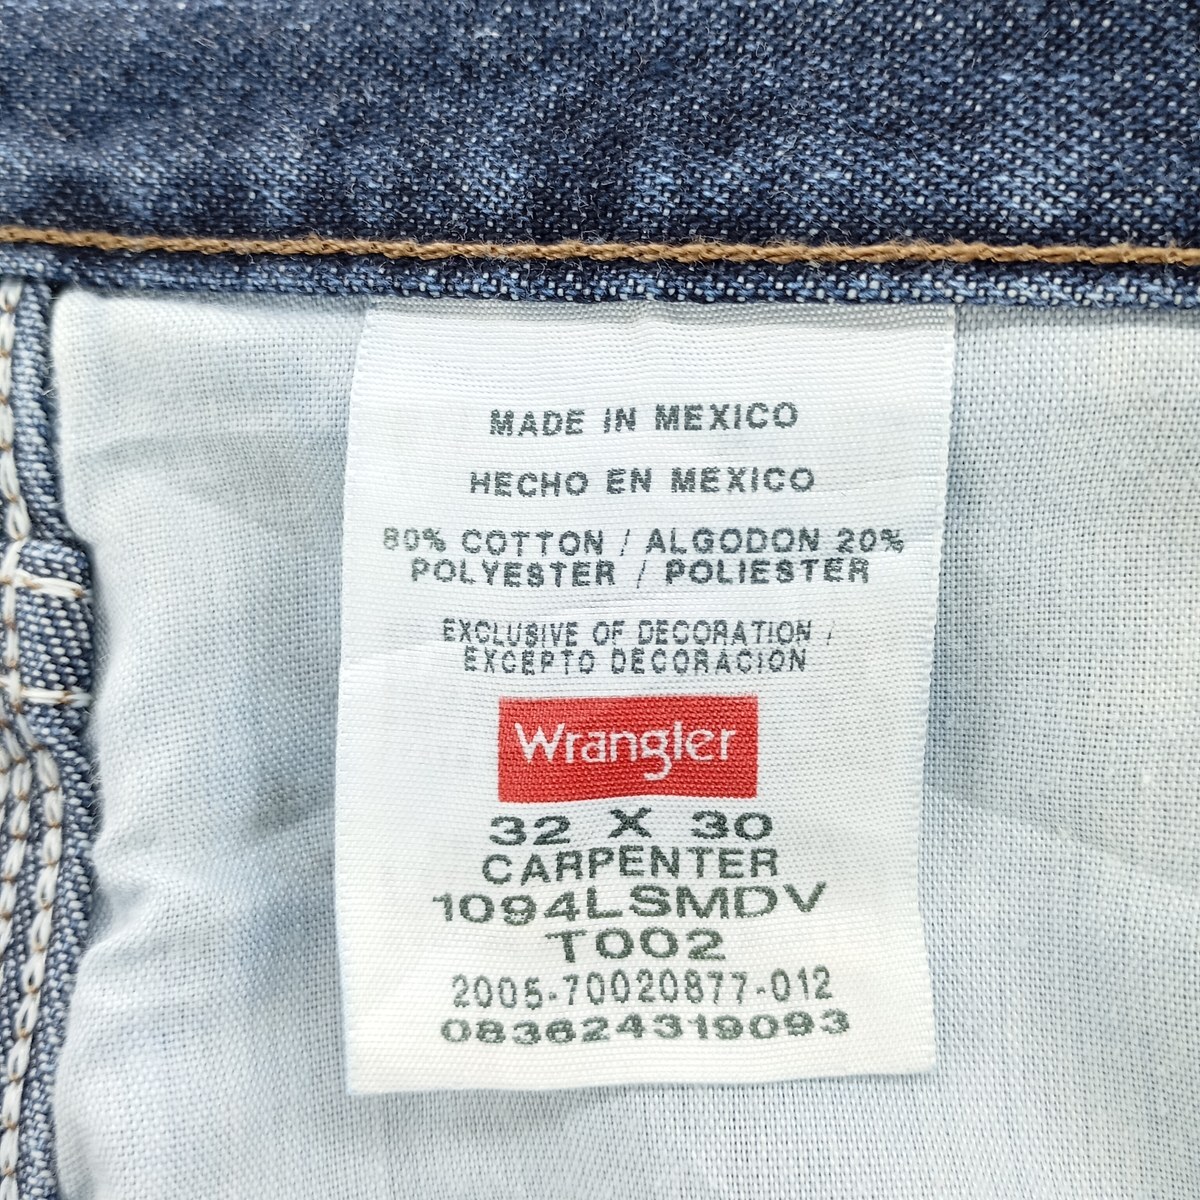 MADE IN MEXICO
HECHO EN MEXICO
80% COTTON / ALGODON 20%
POLYESTER / POLIESTER
EXCLUSIVE OF DECORATION /
EXCEPTO DECORACION
Wrangler
32 X 30
CARPENTER
1094LSMDV
T002
2005-70020877-012
083624319093